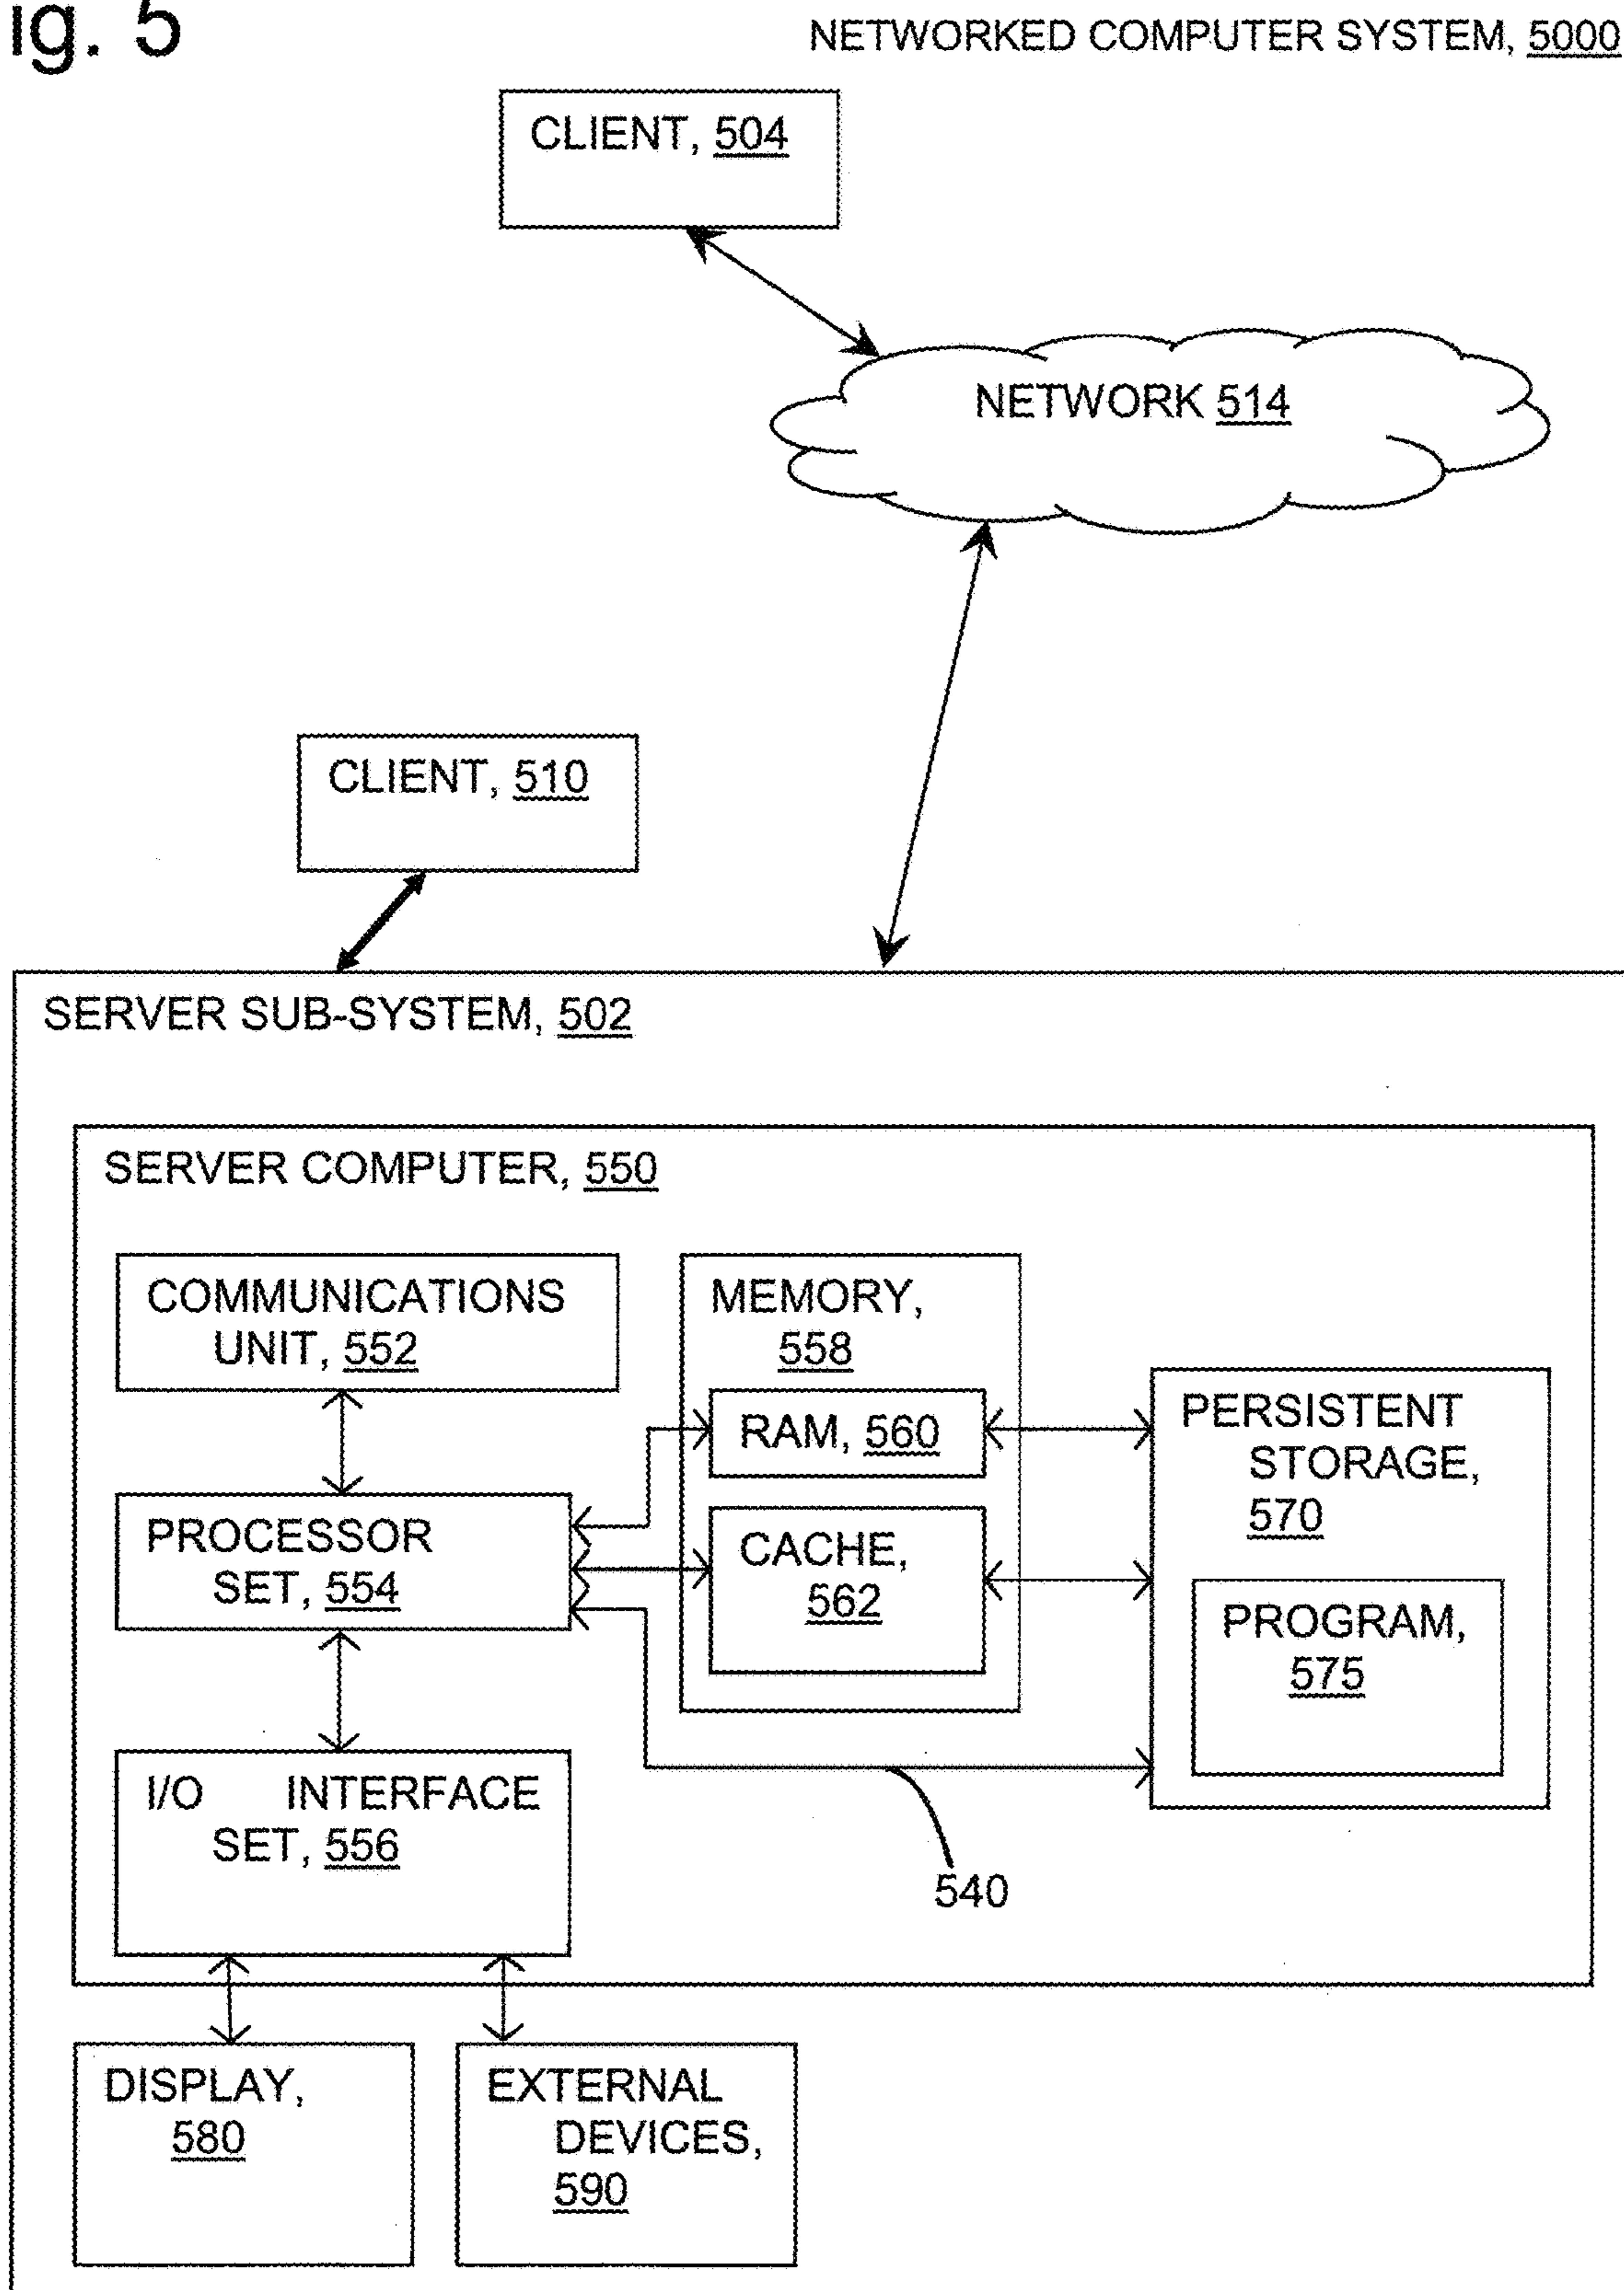 ig. 5
NETWORKED COMPUTER SYSTEM, 5000
CLIENT, 504
NETWORK 514
CLIENT, 510
SERVER SUB-SYSTEM, 502
SERVER COMPUTER, 550
COMMUNICATIONS
UNIT, 552
MEMORY,
558
RAM, 560
PERSISTENT
STORAGE,
570
PROCESSOR
SET, 554
CACHE,
562
PROGRAM,
575
I/O INTERFACE
SET, 556
540
DISPLAY,
580
EXTERNAL
DEVICES,
590